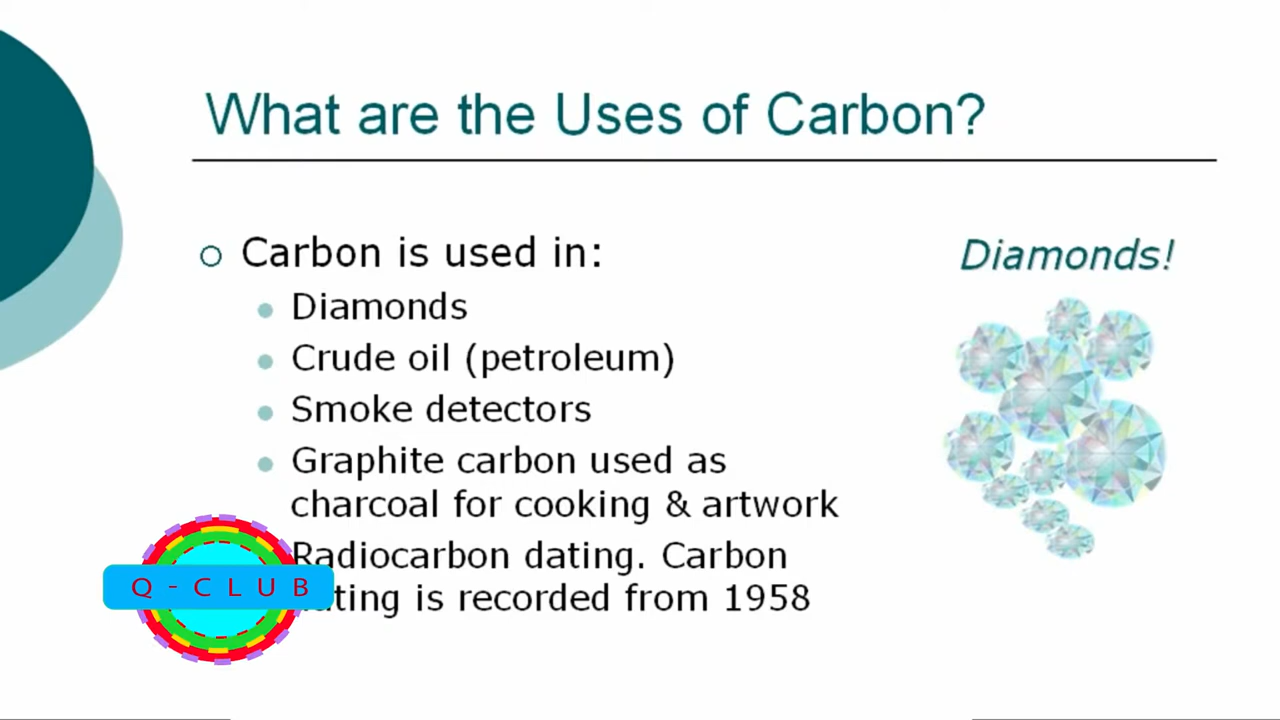 What are the Uses of Carbon?
Carbon is used in:
Diamonds!
Diamonds
Crude oil (petroleum)
Smoke detectors
Graphite carbon used as
charcoal for cooking & artwork
Radiocarbon dating. Carbon
is recorded from 1958
Q - C L U B